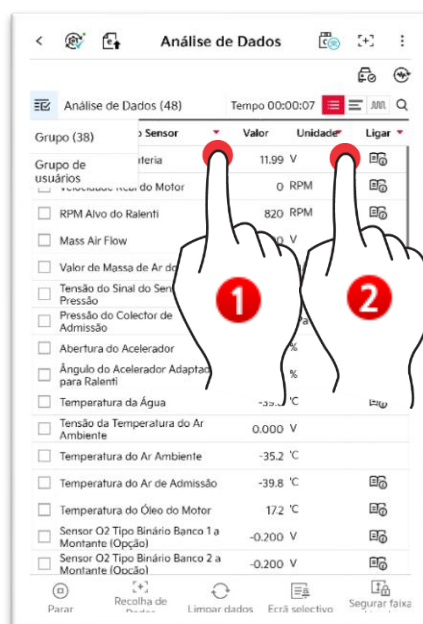 Análise de Dados
Análise de Dados (48) Tempo 00:00:07
Grupo (38) Sensor Valor Unidade Ligar
Grupo de
usuários
11.99 V
do Motor 0 RPM
RPM Alvo do Ralenti 820 RPM
Mass Air Flow V
Valor de Massa de Ar do
Tensão do Sinal do
Pressão
Pressão do Colector de
Admissão
Abertura do Acelerador %
Ângulo do Acelerador
para Ralenti %
Temperatura da Água °C
Tensão da Temperatura do Ar
Ambiente 0.000 V
Temperatura do Ar Ambiente -35.2 °C
Temperatura do Ar de Admissão -39.8 °C
Temperatura do Óleo do Motor 172 °C
Sensor O2 Tipo Binário Banco 1 a
Montante (Opção) -0.200 V
Sensor O2 Tipo Binário Banco 2 a
Montante (Opção) -0.200 V
Parar Recolha de Limpar dados Ecrã selectivo Segurar faixa
1
2